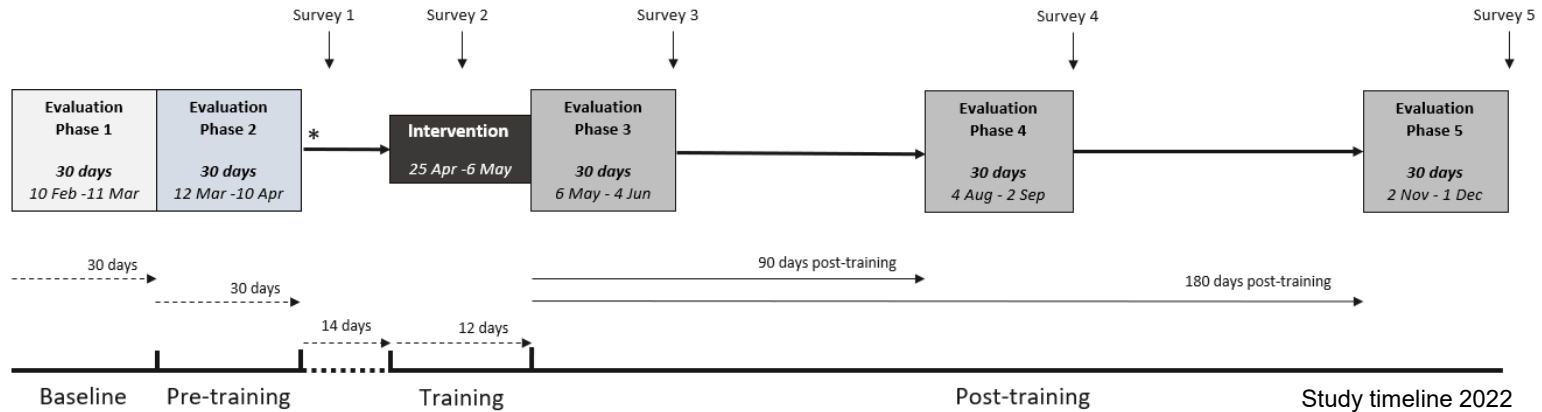 Survey 1
Survey 2
Survey 3
Survey 4
Survey 5
Evaluation
Phase 1
30 days
10 Feb -11 Mar
Evaluation
Phase 2
30 days
12 Mar -10 Apr
*
Intervention
25 Apr -6 May
Evaluation
Phase 3
30 days
6 May - 4 Jun
Evaluation
Phase 4
30 days
4 Aug - 2 Sep
Evaluation
Phase 5
30 days
2 Nov - 1 Dec
30 days
90 days post-training
30 days
180 days post-training
14 days
12 days
Baseline
Pre-training
Training
Post-training
Study timeline 2022